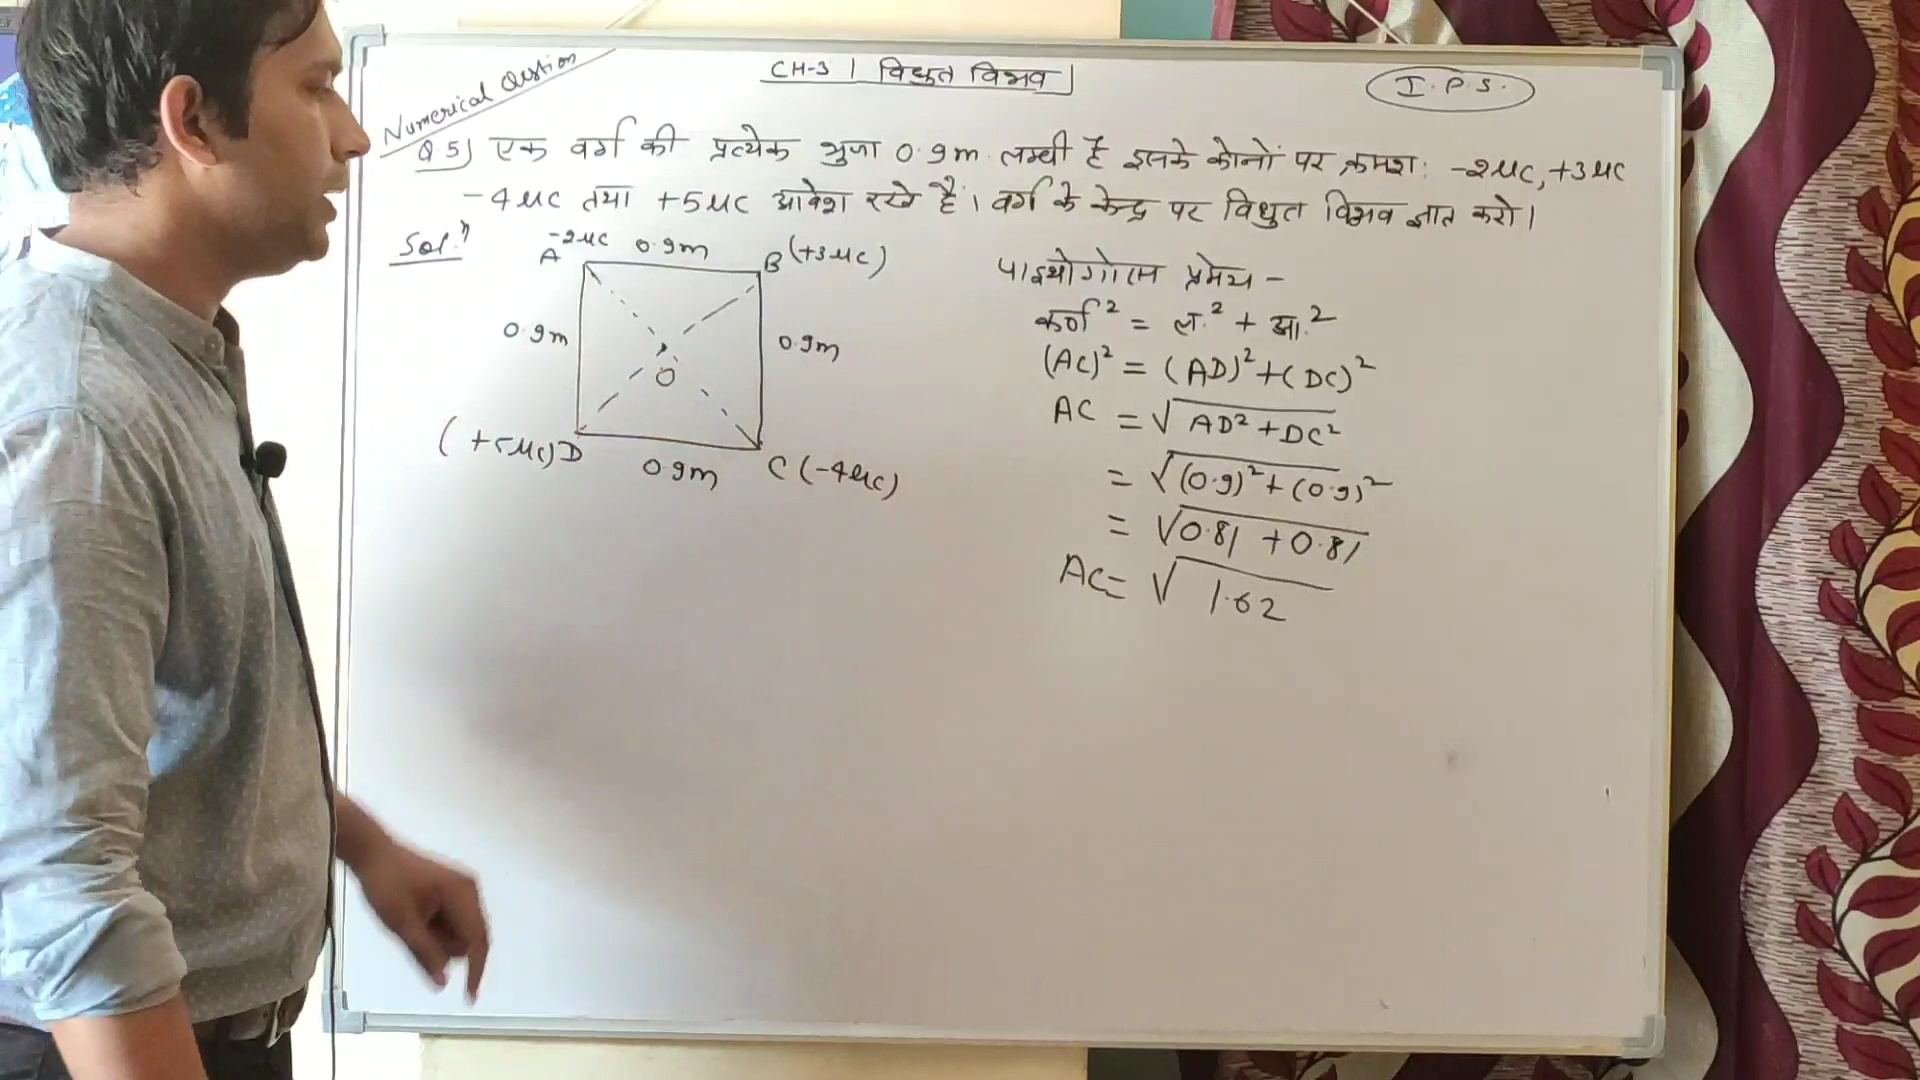 Numerical Qustion
CH-3 | विद्युत विभव
I.P.S.
Q.5) एक वर्ग की प्रत्येक भुजा 0.9m लम्बी है इसके कोनों पर क्रमश: -2μc, +3μc
-4μc तथा +5μc आवेश रखे हैं। वर्ग के केन्द्र पर विधुत विभव ज्ञात करो।
Solⁿ
A -2μc 0.9m B (+3μc)
0.9m 0.9m
O
(+5μc) D 0.9m C (-4μc)
पाइथोगोरस प्रमेय -
कर्ण² = ल.² + आ.²
(AC)² = (AD)² + (DC)²
AC = √AD² + DC²
= √(0.9)² + (0.9)²
= √0.81 + 0.81
AC = √1.62